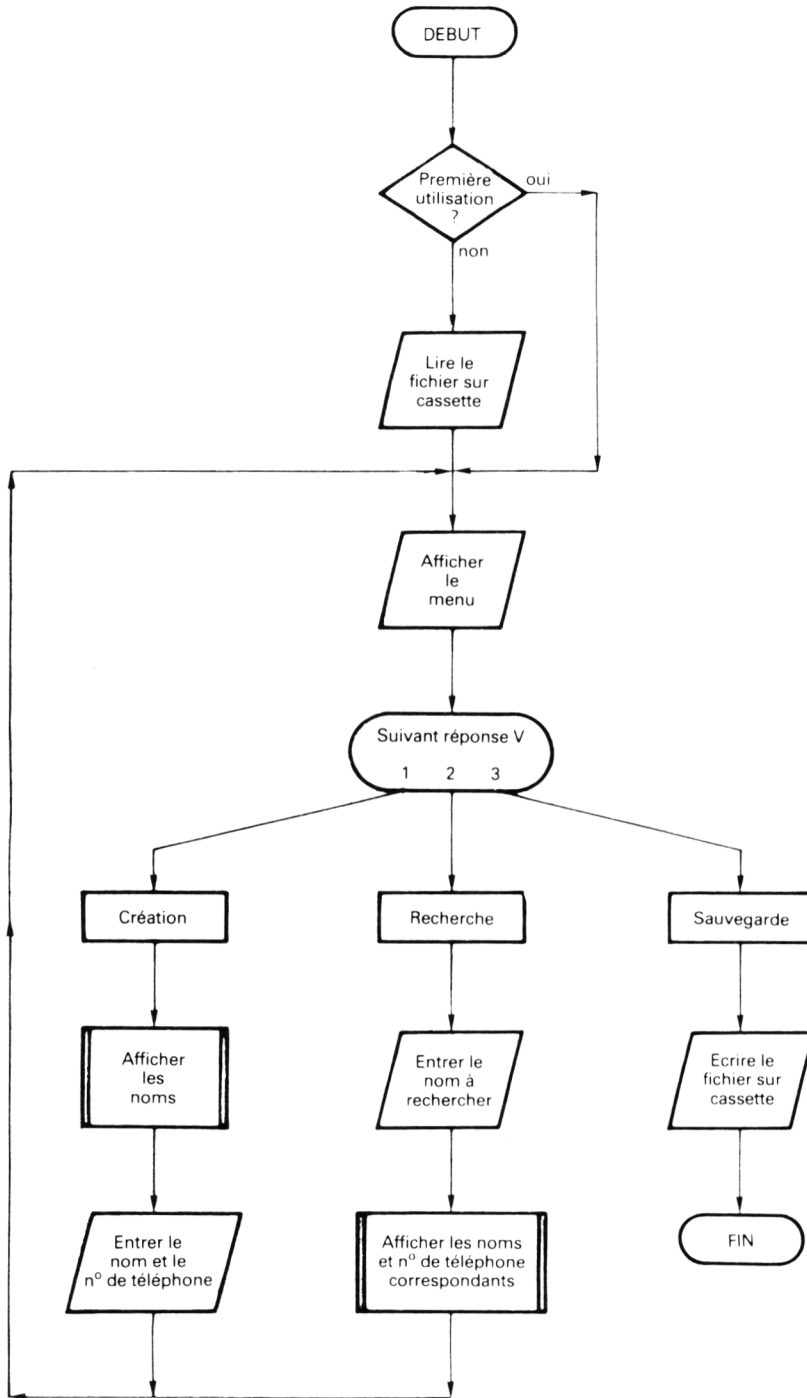 DEBUT
Première
utilisation
?
oui
non
Lire le
fichier sur
cassette
Afficher
le
menu
Suivant réponse V
1 2 3
Création
Recherche
Sauvegarde
Afficher
les
noms
Entrer le
nom à
rechercher
Ecrire le
fichier sur
cassette
Entrer le
nom et le
nº de téléphone
Afficher les noms
et nº de téléphone
correspondants
FIN